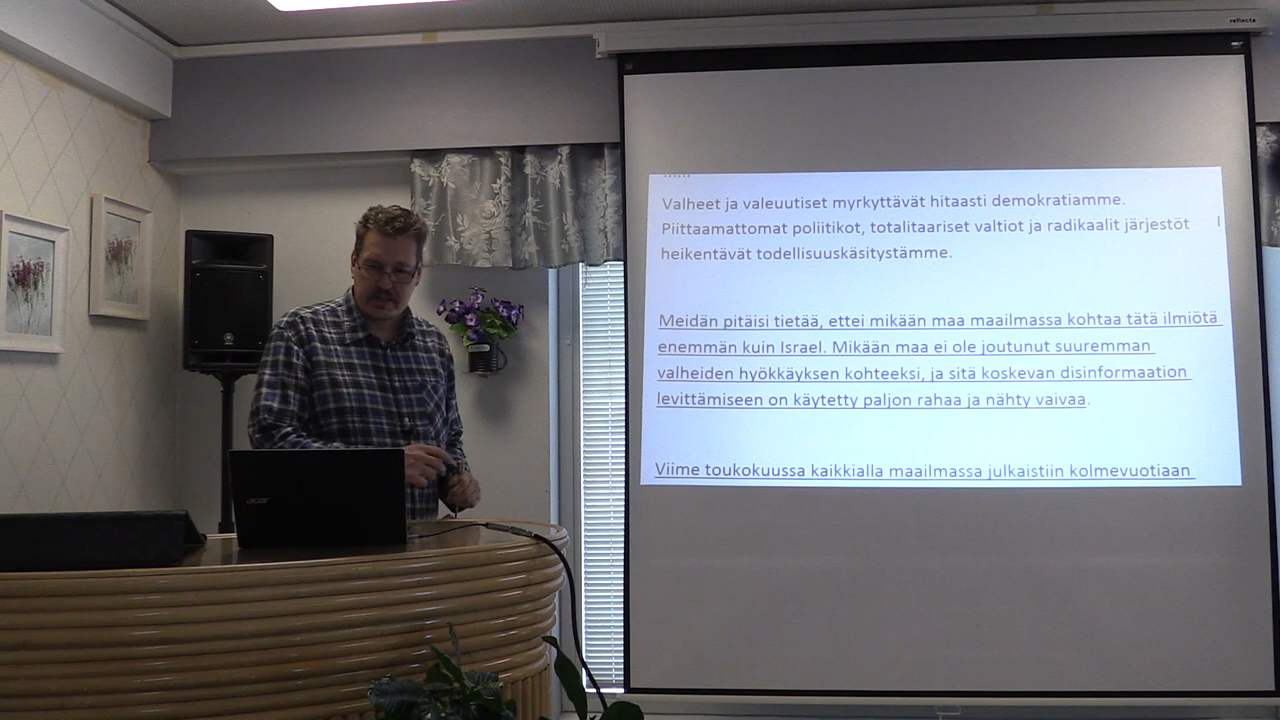 reflecta
Valheet ja valeuutiset myrkyttävät hitaasti demokratiamme.
Piittaamattomat poliitikot, totalitaariset valtiot ja radikaalit järjestöt
heikentävät todellisuuskäsitystämme.
Meidän pitäisi tietää, ettei mikään maa maailmassa kohtaa tätä ilmiötä
enemmän kuin Israel. Mikään maa ei ole joutunut suuremman
valheiden hyökkäyksen kohteeksi, ja sitä koskevan disinformaation
levittämiseen on käytetty paljon rahaa ja nähty vaivaa.
Viime toukokuussa kaikkialla maailmassa julkaistiin kolmevuotiaan
acer